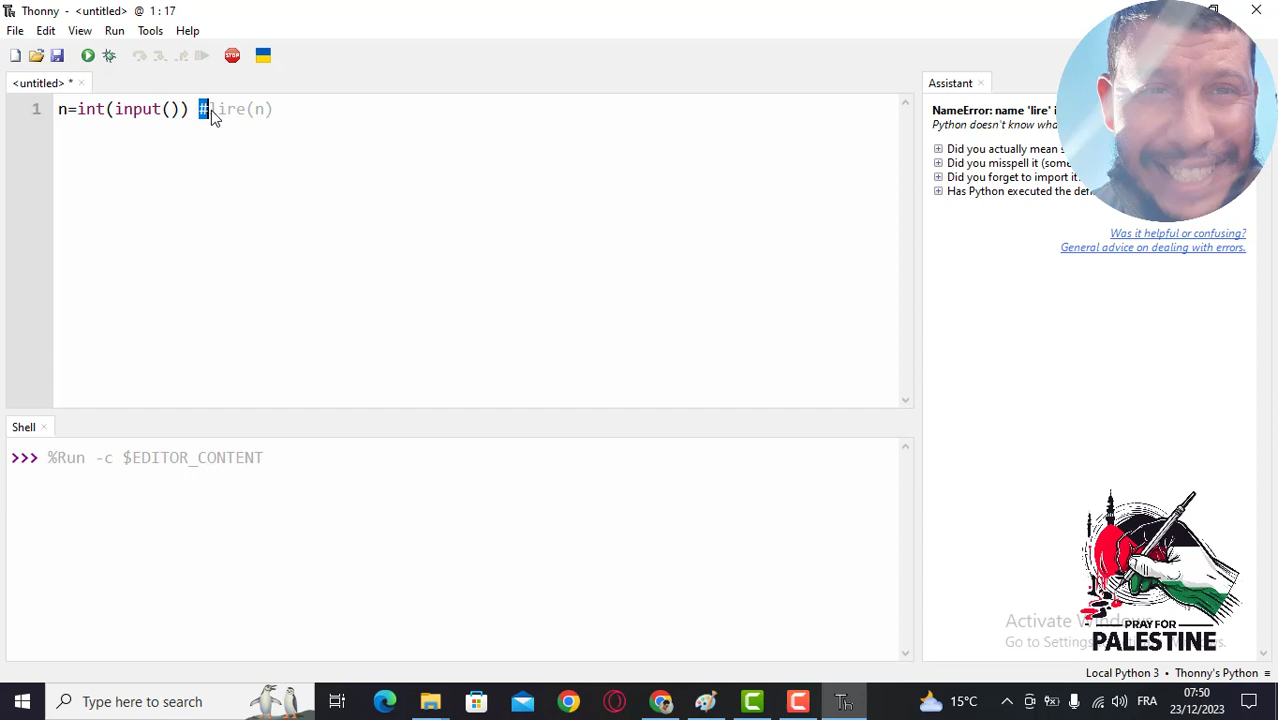 Thonny - <untitled> * @ 1 : 17
File Edit View Run Tools Help
STOP
<untitled> *
1 n=int(input()) #lire(n)
Shell
>>> %Run -c $EDITOR_CONTENT
Assistant
NameError: name 'lire' i
Python doesn't know wha
Did you actually mean
Did you misspell it (som
Did you forget to import it
Has Python executed the de
Was it helpful or confusing?
General advice on dealing with errors.
PRAY FOR
PALESTINE
Activate Windows
Go to Settings
Local Python 3 • Thonny's Python
Type here to search
15°C
FRA
07:50
23/12/2023